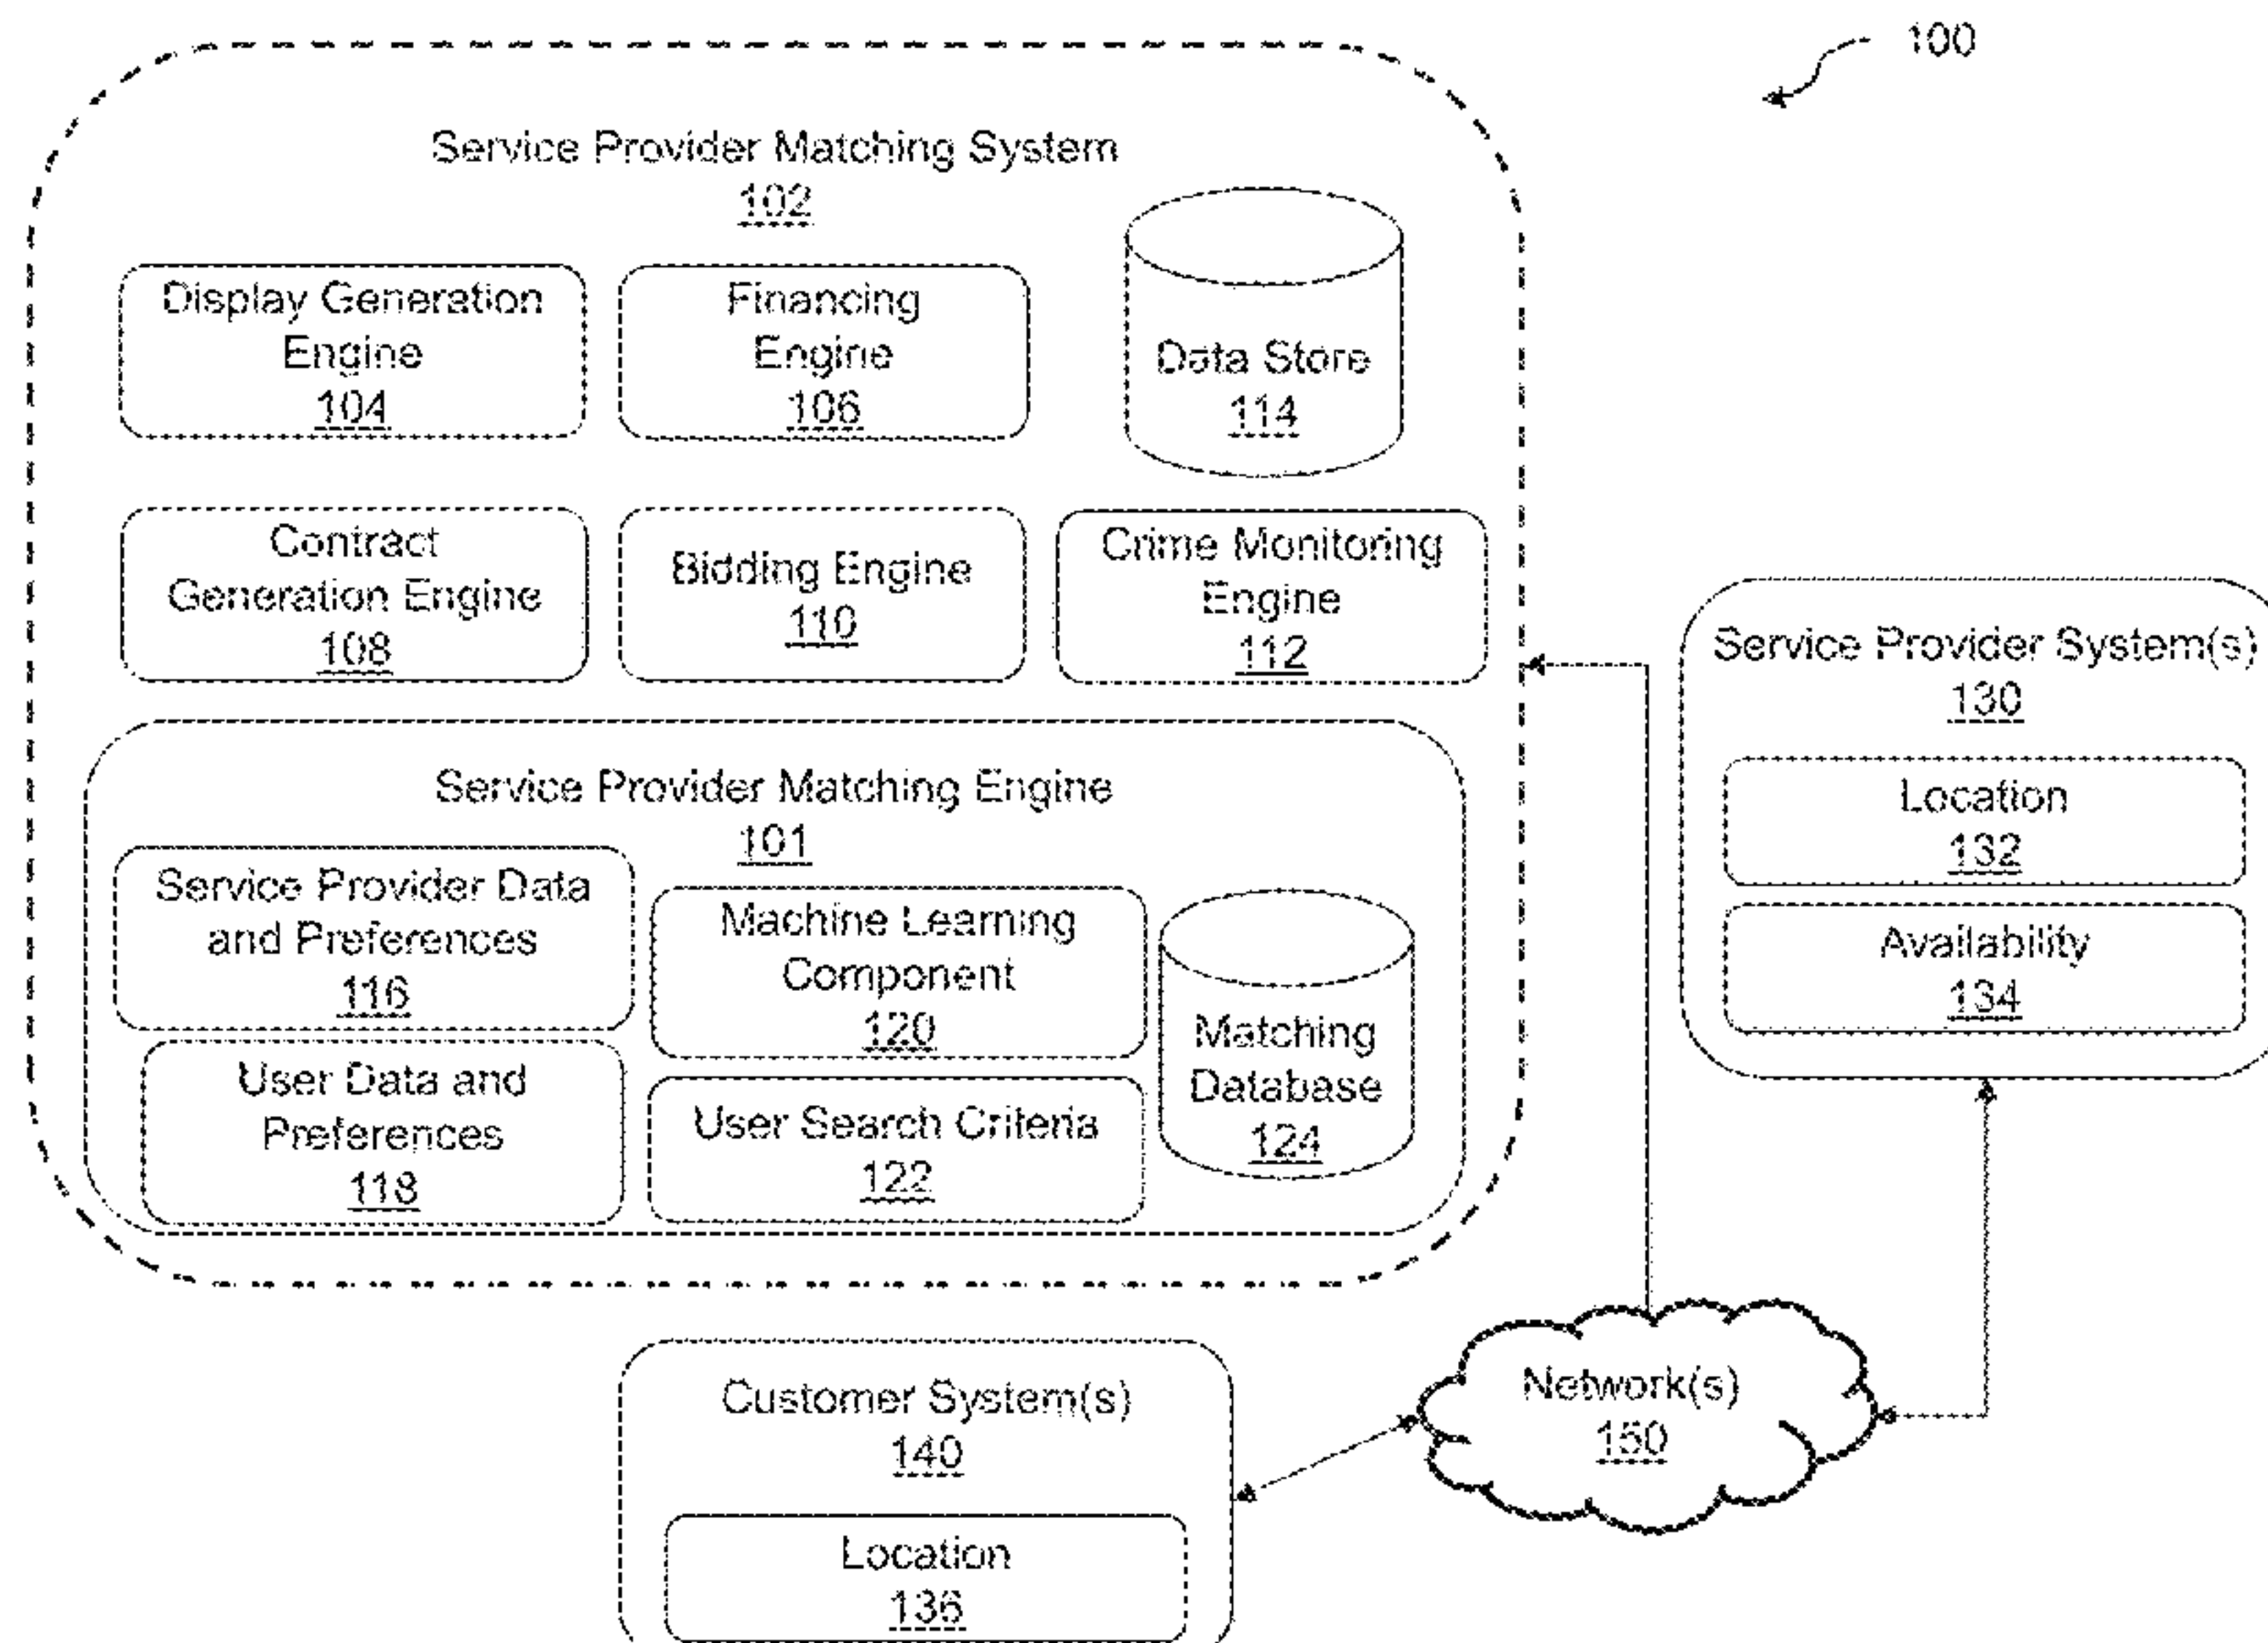 100
Service Provider Matching System
102
Display Generation
Engine
104
Financing
Engine
106
Data Store
114
Contract
Generation Engine
108
Bidding Engine
110
Crime Monitoring
Engine
112
Service Provider Matching Engine
101
Service Provider Data
and Preferences
116
Machine Learning
Component
120
Matching
Database
124
User Data and
Preferences
118
User Search Criteria
122
Service Provider System(s)
130
Location
132
Availability
134
Customer System(s)
140
Location
136
Network(s)
150